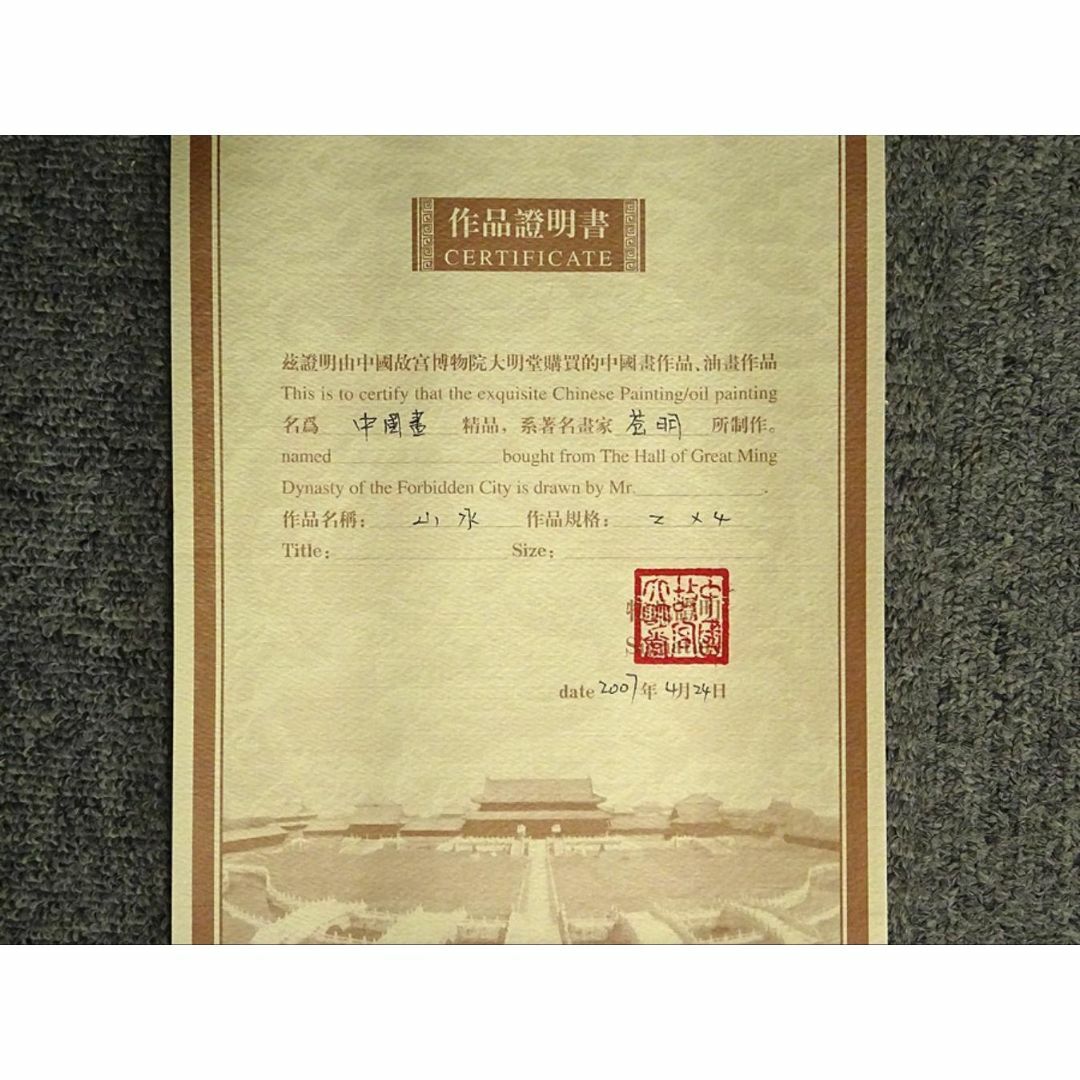 作品證明書
CERTIFICATE
茲證明由中國故宮博物院大明堂購買的中國畫作品、油畫作品
This is to certify that the exquisite Chinese Painting/oil painting
名爲 中國畫 精品，系著名畫家 苍明 所制作。
named bought from The Hall of Great Ming
Dynasty of the Forbidden City is drawn by Mr. .
作品名稱： 山水 作品規格： 2×4
Title： Size：
date 2007年 4月24日